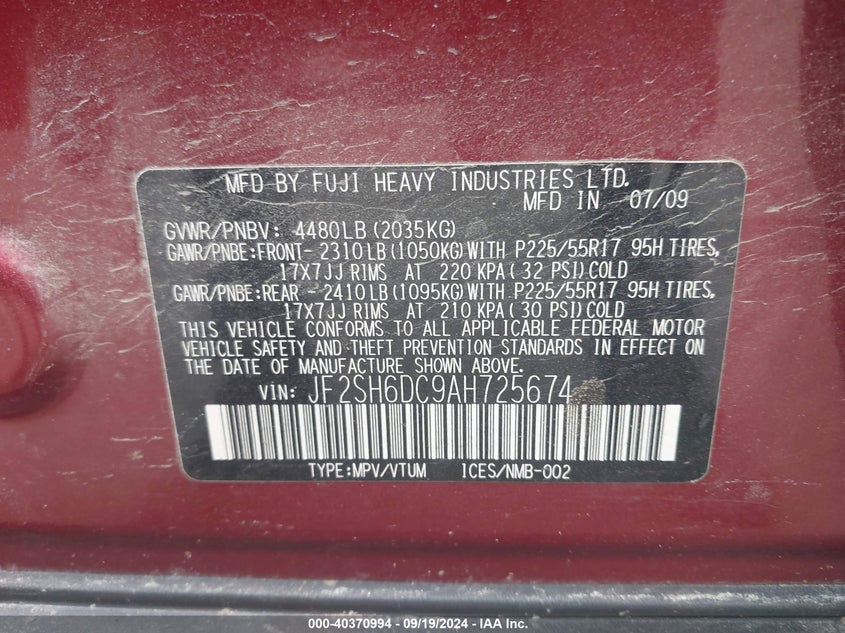 MFD BY FUJI HEAVY INDUSTRIES LTD.
MFD IN 07/09
GVWR/PNBV: 4480LB (2035KG)
GAWR/PNBE:FRONT- 2310LB(1050KG)WITH P225/55R17 95H TIRES,
17X7JJ RIMS AT 220 KPA( 32 PSI)COLD
GAWR/PNBE:REAR - 2410LB(1095KG)WITH P225/55R17 95H TIRES,
17X7JJ RIMS AT 210 KPA( 30 PSI)COLD
THIS VEHICLE CONFORMS TO ALL APPLICABLE FEDERAL MOTOR
VEHICLE SAFETY AND THEFT PREVENTION STANDARDS IN EFFECT ON
THE DATE OF MANUFACTURE SHOWN ABOVE.
VIN: JF2SH6DC9AH725674
TYPE:MPV/VTUM ICES/NMB-002
000-40370994 - 09/19/2024 - IAA Inc.